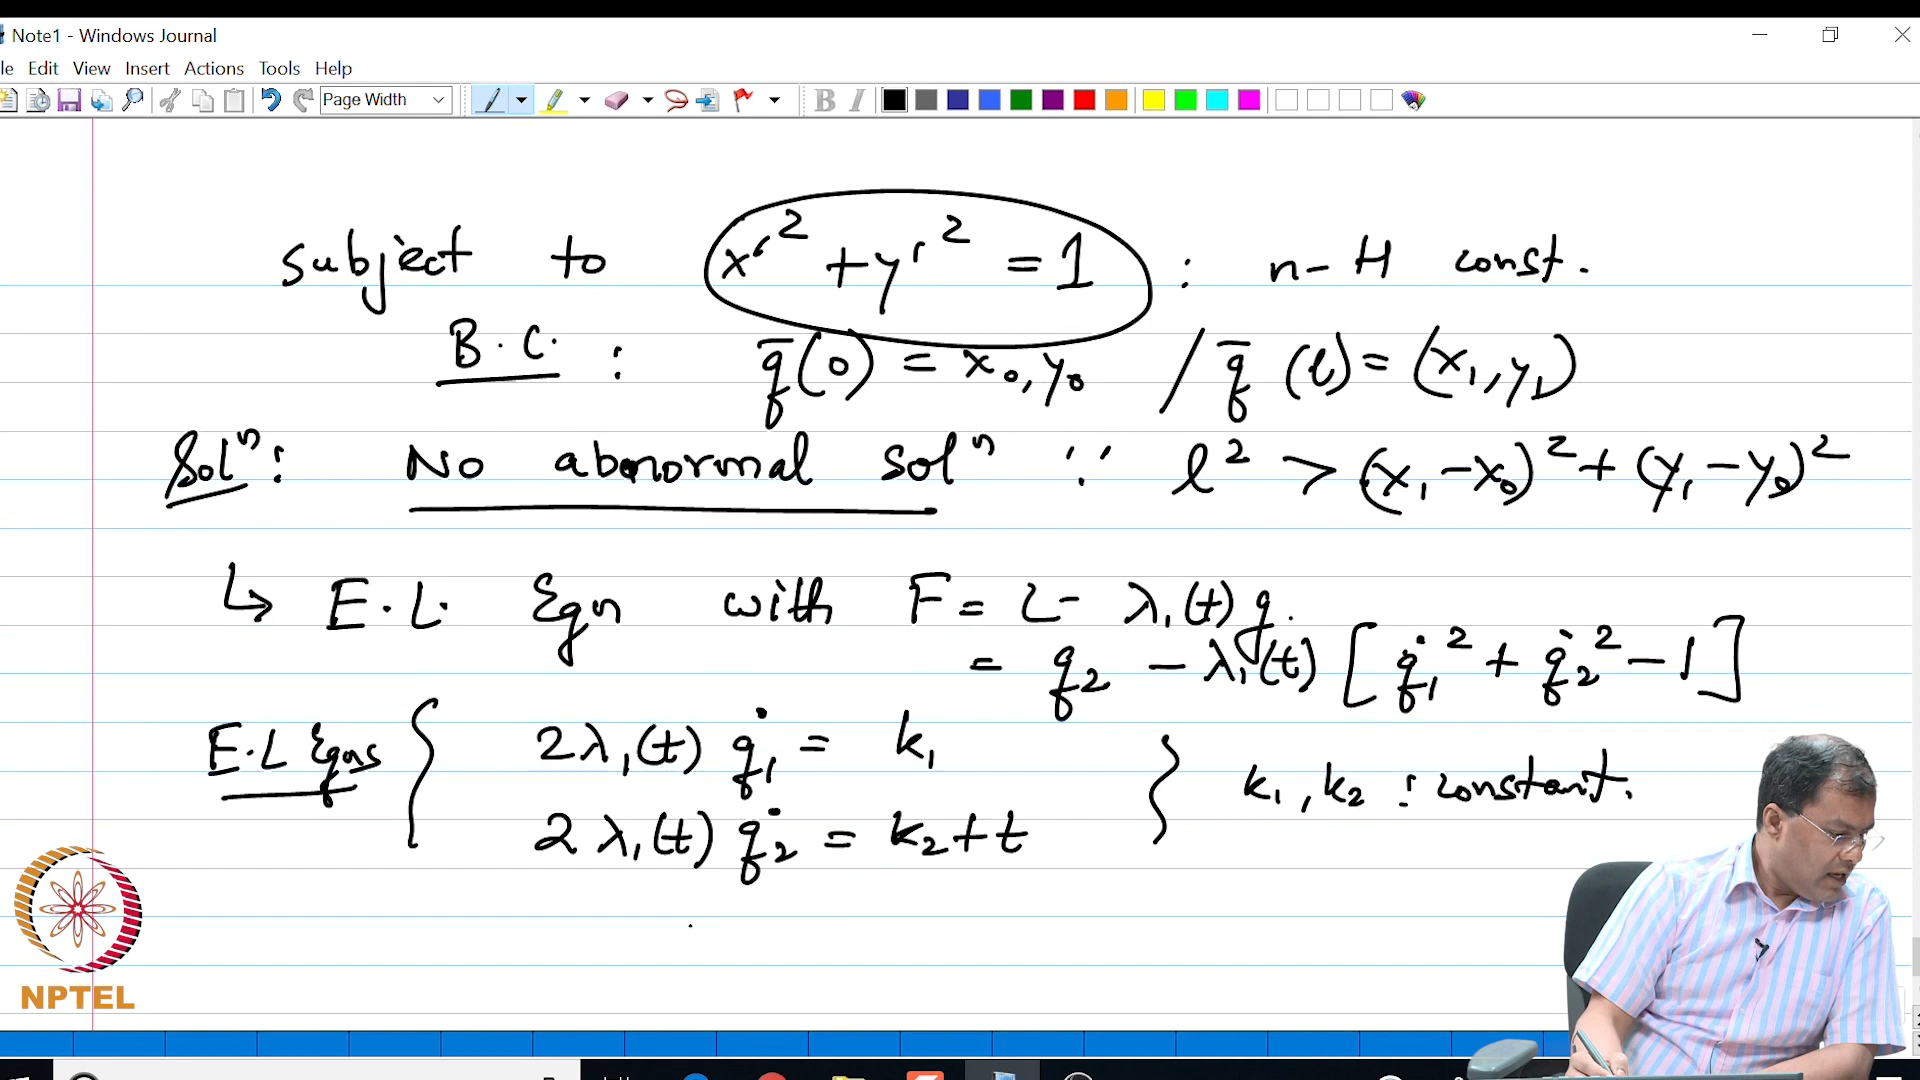 Note1 - Windows Journal
le Edit View Insert Actions Tools Help
Page Width
B I
subject to x'² + y'² = 1 : n-H const.
B.C. : q̄(0) = x₀, y₀ / q̄(l) = (x₁, y₁)
Solⁿ: No abnormal solⁿ ∵ l² > (x₁ - x₀)² + (y₁ - y₀)²
↳ E.L. Eqn with F = L - λ₁(t) g.
= q₂ - λ₁(t) [q̇₁² + q̇₂² - 1]
E.L Eqns { 2λ₁(t) q̇₁ = k₁
2λ₁(t) q̇₂ = k₂ + t } k₁, k₂ : constant.
NPTEL